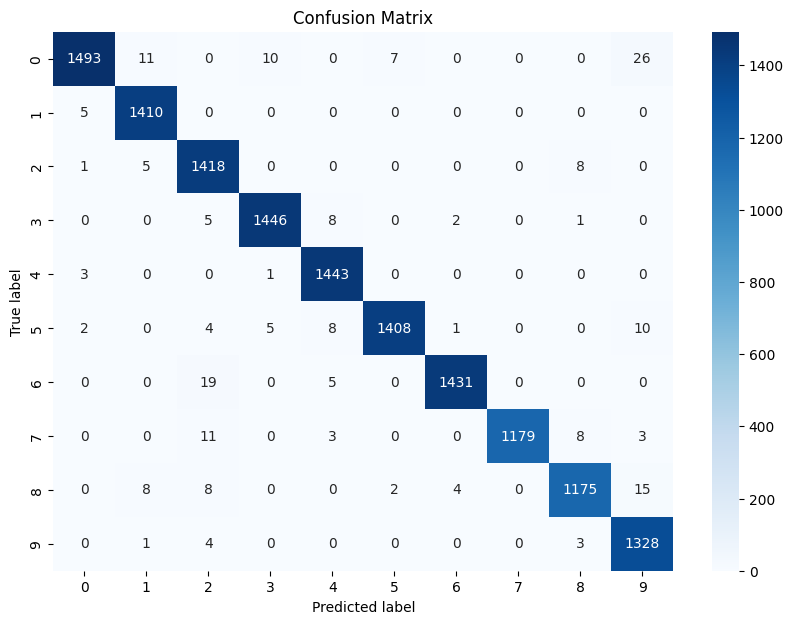 Confusion Matrix
0 1493 11 0 10 0 7 0 0 0 26
1 5 1410 0 0 0 0 0 0 0 0
2 1 5 1418 0 0 0 0 0 8 0
3 0 0 5 1446 8 0 2 0 1 0
4 3 0 0 1 1443 0 0 0 0 0
5 2 0 4 5 8 1408 1 0 0 10
6 0 0 19 0 5 0 1431 0 0 0
7 0 0 11 0 3 0 0 1179 8 3
8 0 8 8 0 0 2 4 0 1175 15
9 0 1 4 0 0 0 0 0 3 1328
0 1 2 3 4 5 6 7 8 9
Predicted label
True label
1400
1200
1000
800
600
400
200
0